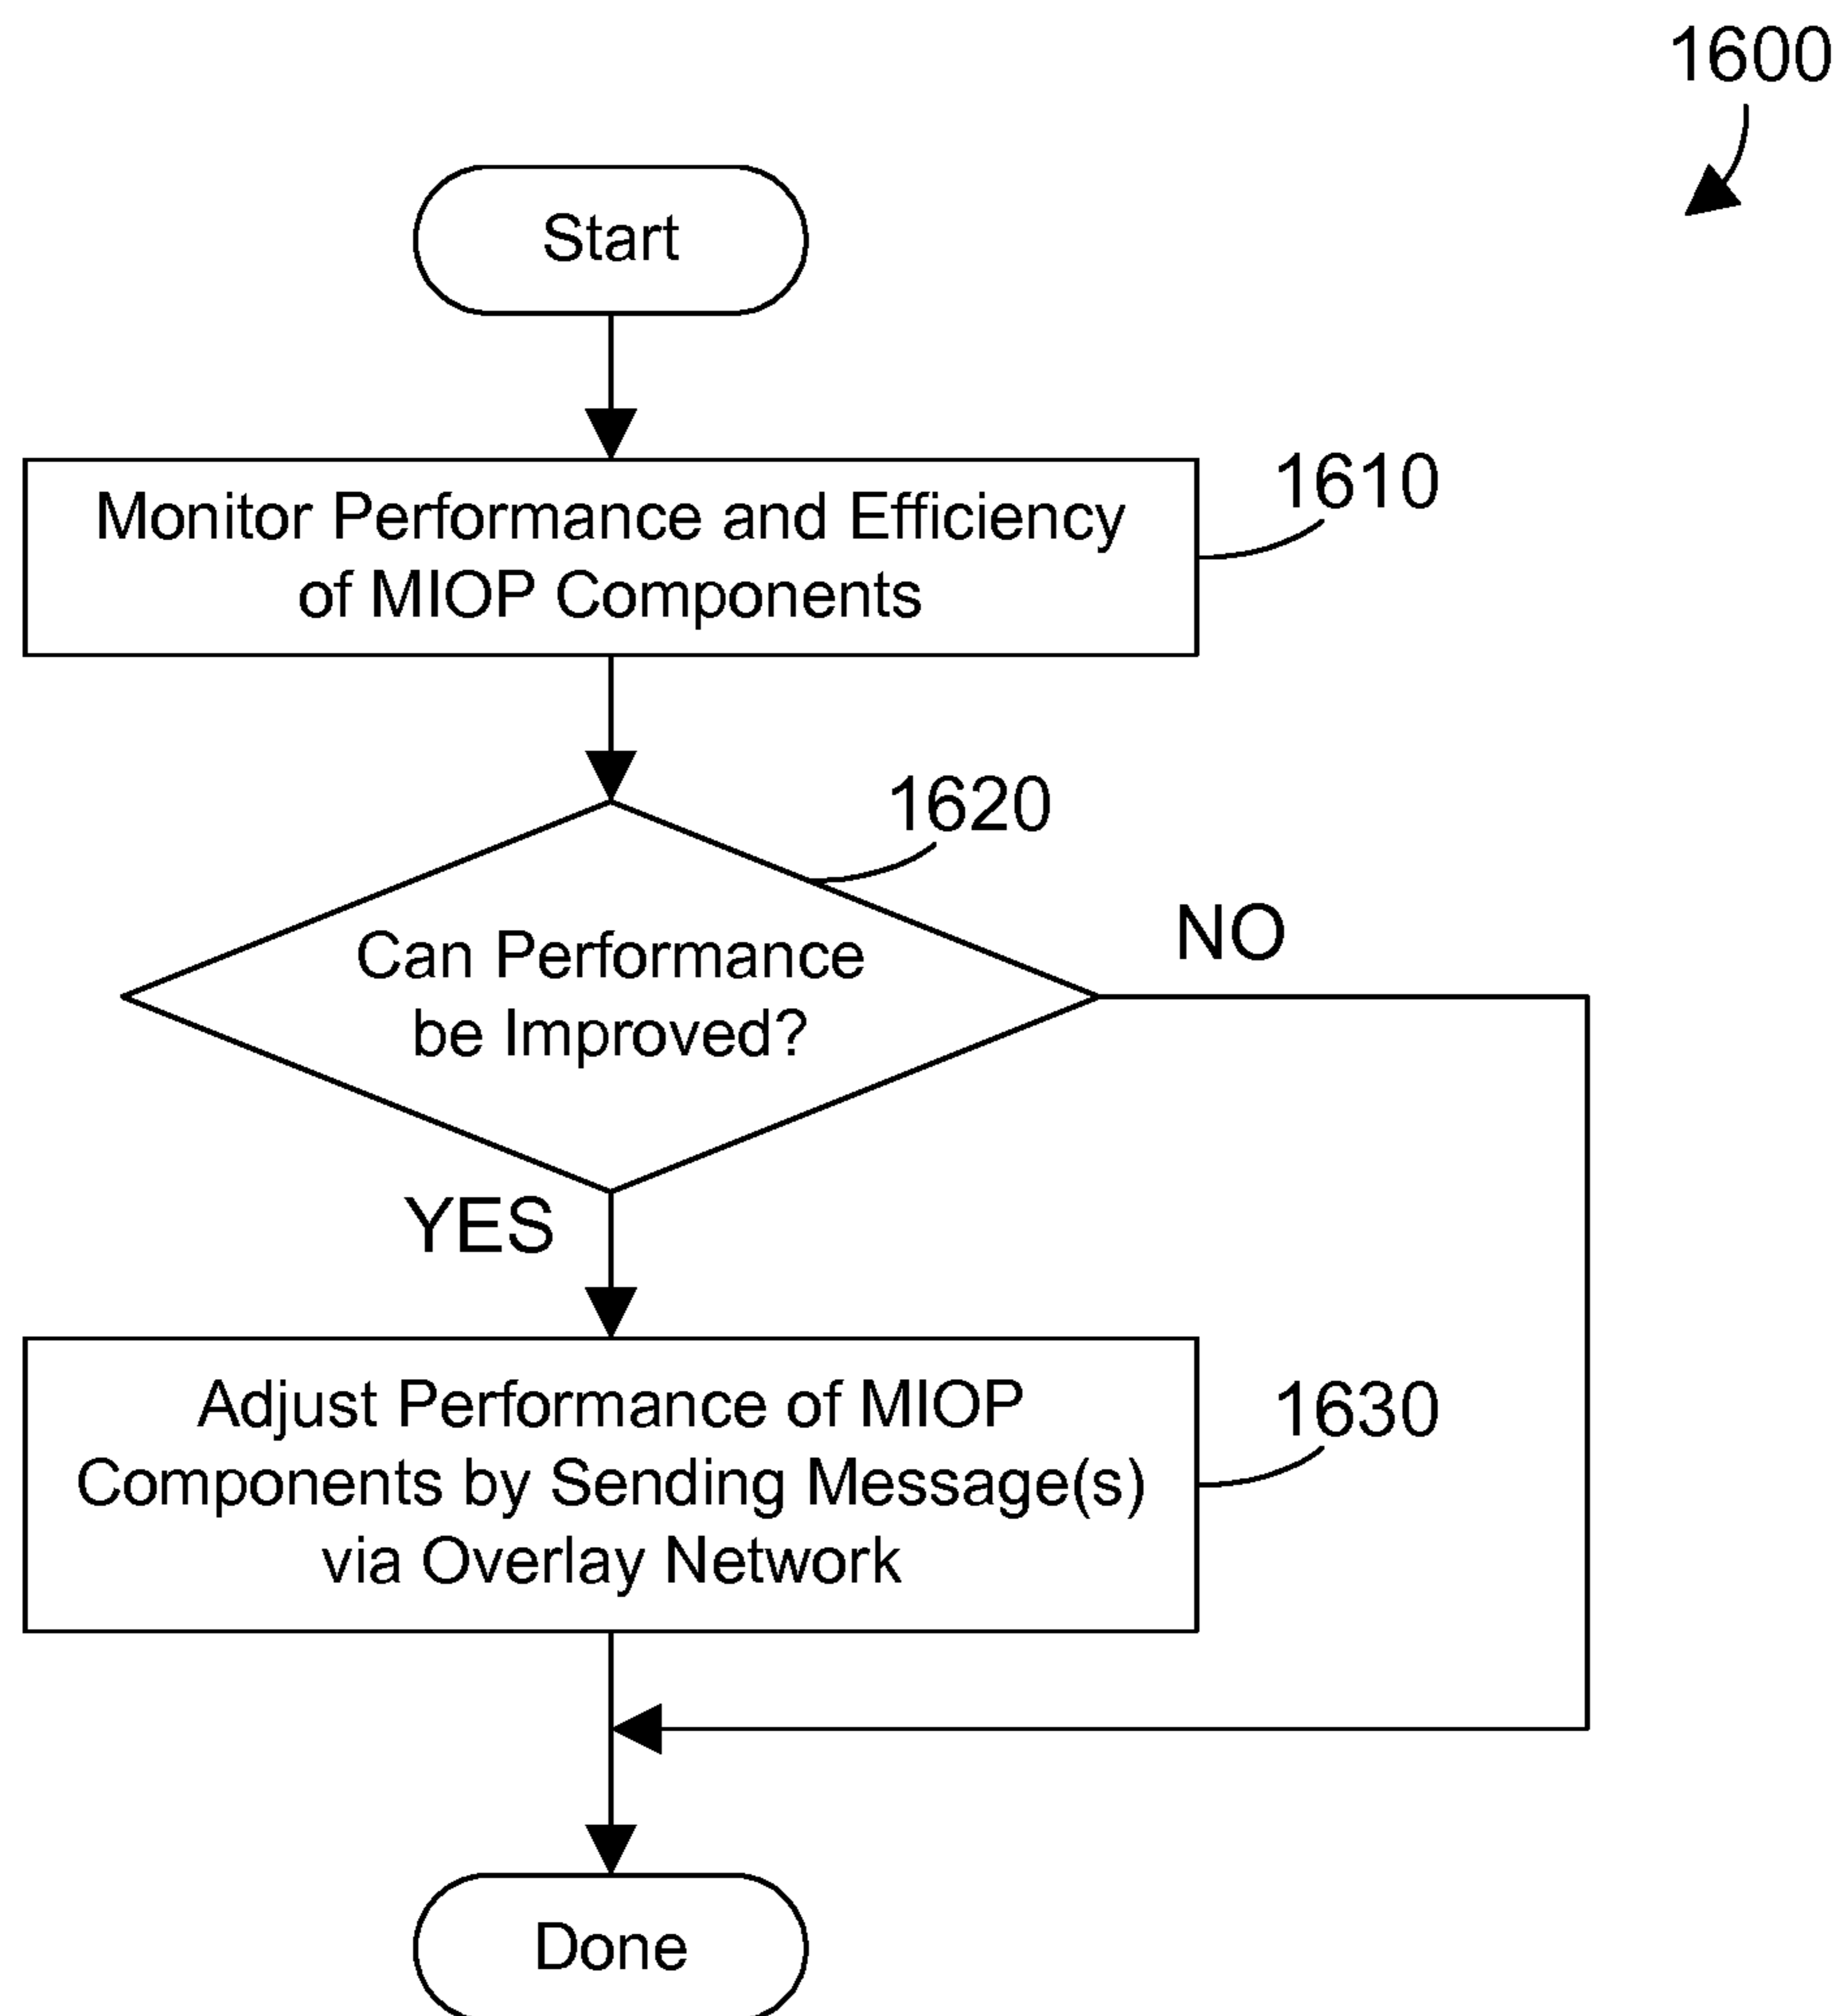 1600
Start
Monitor Performance and Efficiency
of MIOP Components
1610
1620
Can Performance
be Improved?
NO
YES
Adjust Performance of MIOP
Components by Sending Message(s)
via Overlay Network
1630
Done